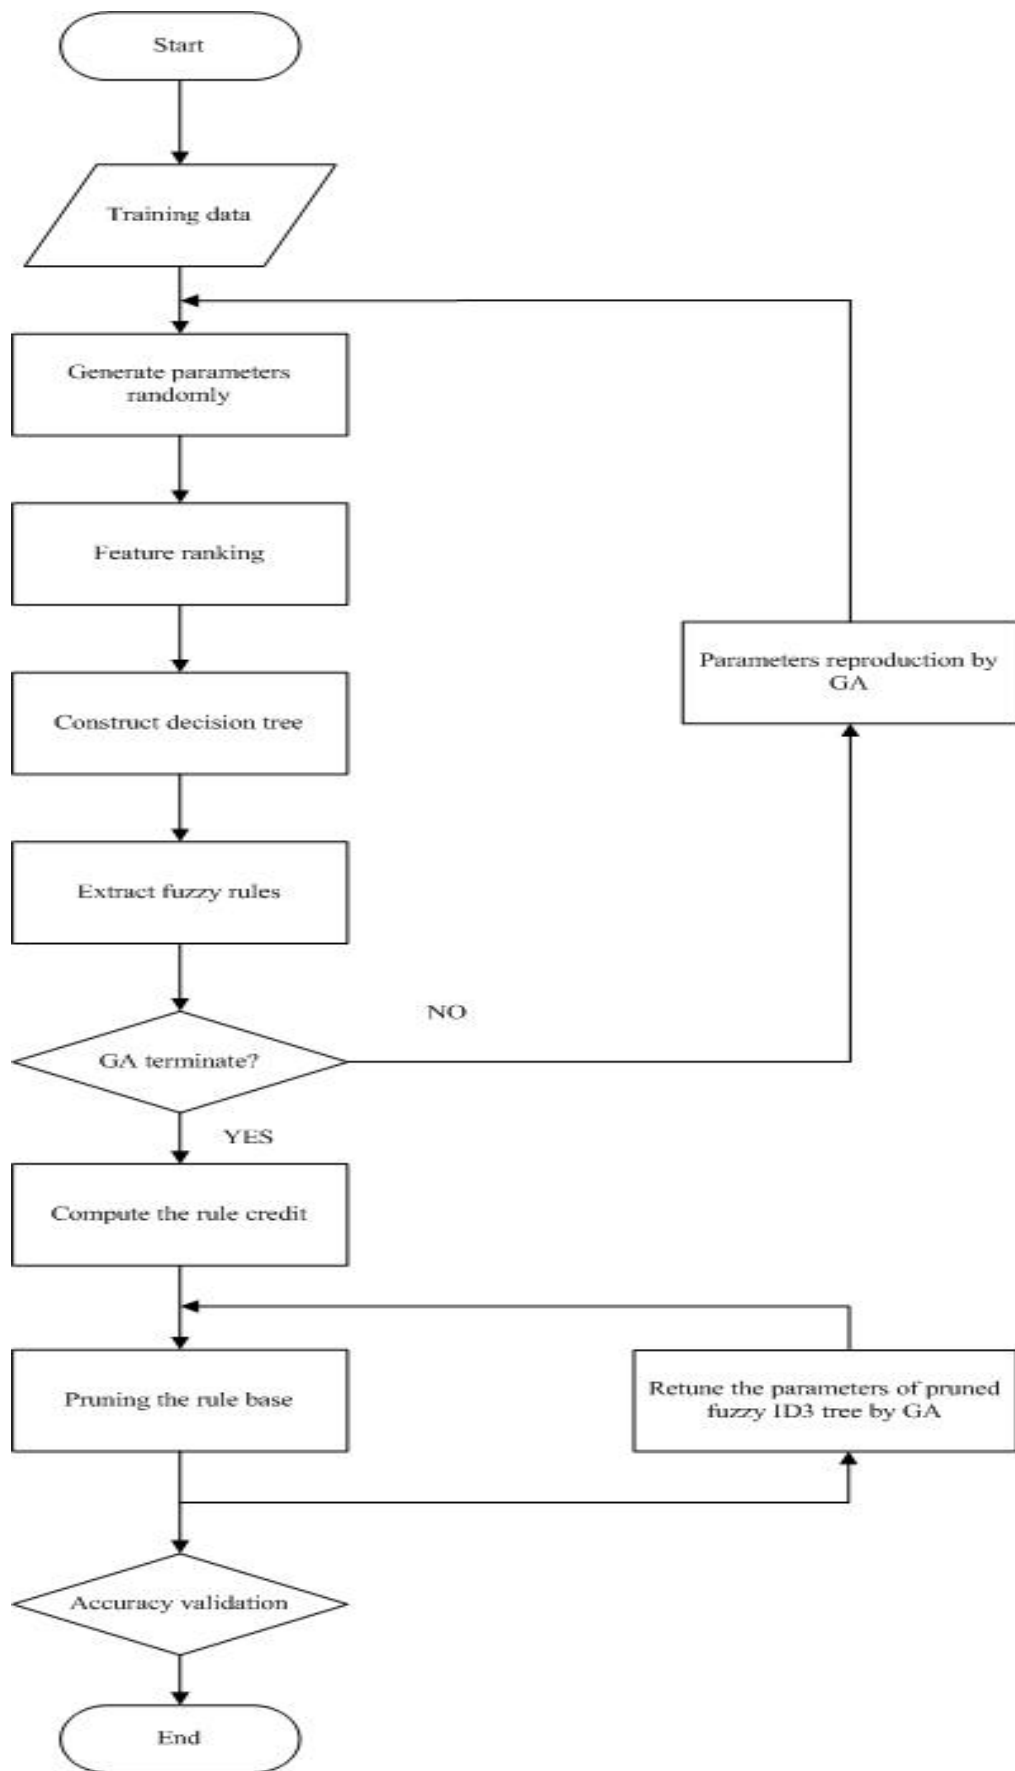 Start
Training data
Generate parameters
randomly
Feature ranking
Parameters reproduction by
GA
Construct decision tree
Extract fuzzy rules
NO
GA terminate?
YES
Compute the rule credit
Pruning the rule base
Retune the parameters of pruned
fuzzy ID3 tree by GA
Accuracy validation
End